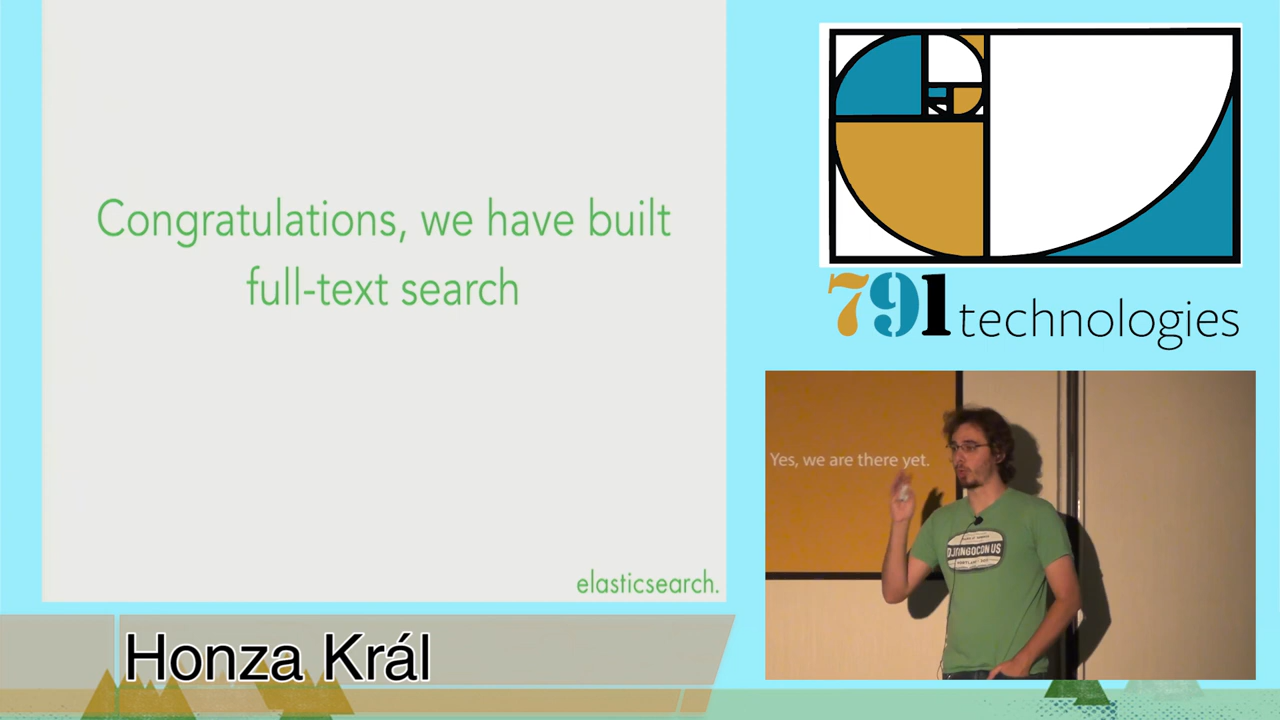 Congratulations, we have built
full-text search
elasticsearch.
791 technologies
Yes, we are there yet.
DJANGOCON US
Honza Král